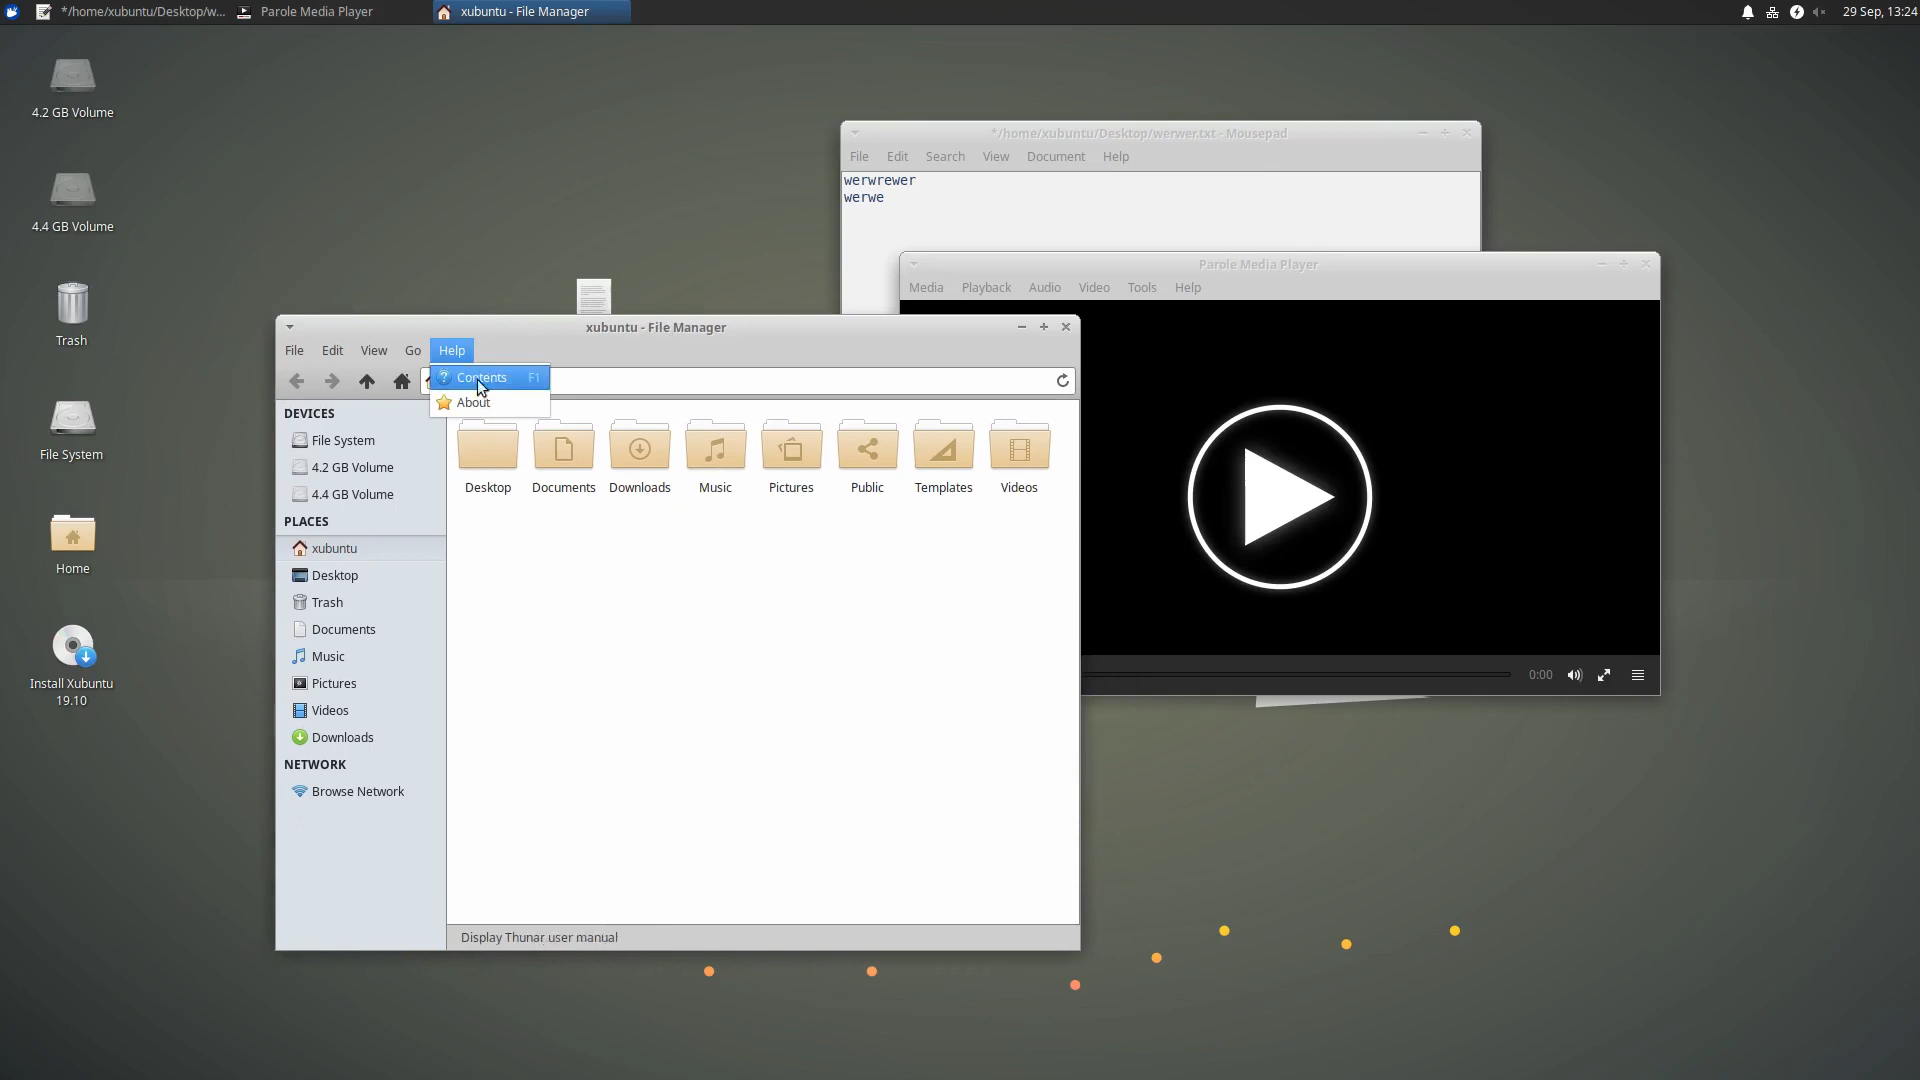 */home/xubuntu/Desktop/w...
Parole Media Player
xubuntu - File Manager
29 Sep, 13:24
4.2 GB Volume
4.4 GB Volume
Trash
File System
Home
Install Xubuntu
19.10
*/home/xubuntu/Desktop/werwer.txt - Mousepad
File Edit Search View Document Help
werwrewer
werwe
Parole Media Player
Media Playback Audio Video Tools Help
0:00
xubuntu - File Manager
File Edit View Go Help
Contents F1
About
DEVICES
File System
4.2 GB Volume
4.4 GB Volume
PLACES
xubuntu
Desktop
Trash
Documents
Music
Pictures
Videos
Downloads
NETWORK
Browse Network
Desktop Documents Downloads Music Pictures Public Templates Videos
Display Thunar user manual